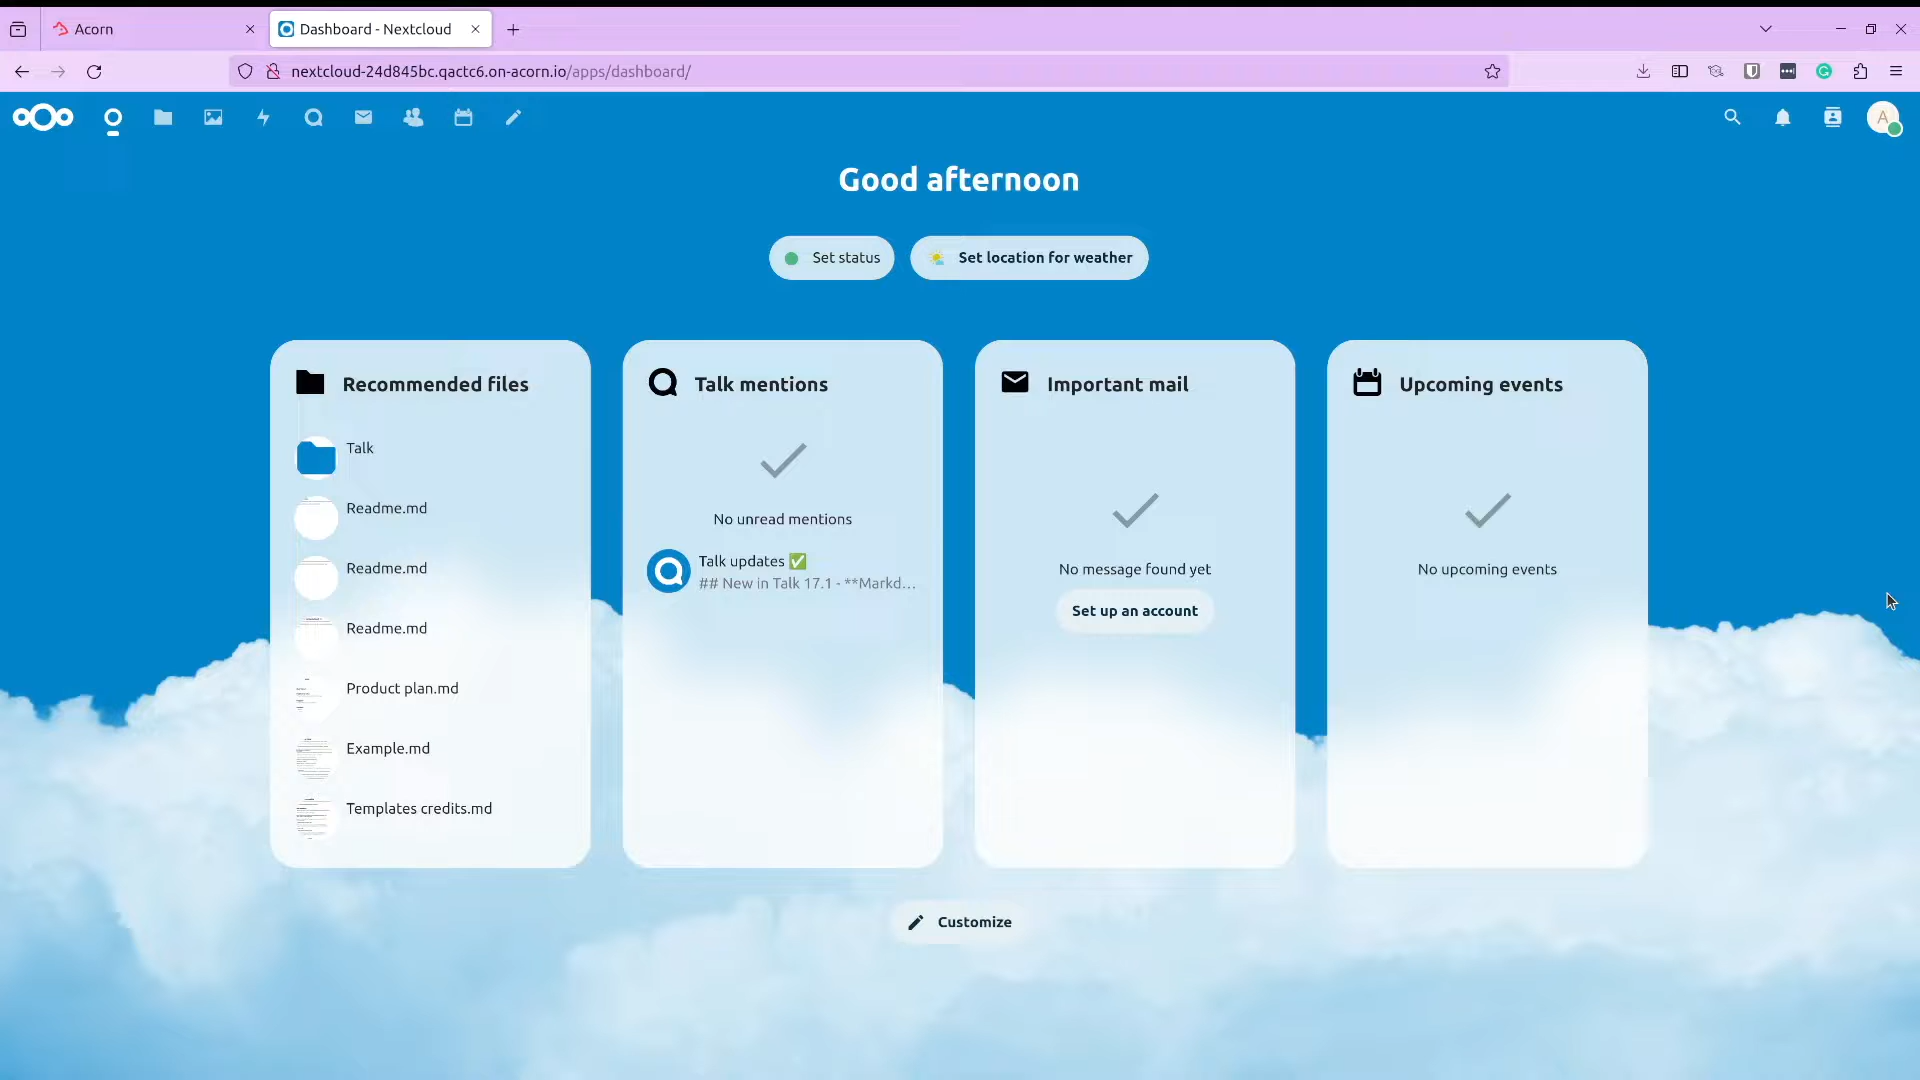 Acorn
Dashboard - Nextcloud
nextcloud-24d845bc.qactc6.on-acorn.io/apps/dashboard/
A
Good afternoon
Set status
Set location for weather
Recommended files
Talk
Readme.md
Readme.md
Readme.md
Product plan.md
Example.md
Templates credits.md
Talk mentions
No unread mentions
Talk updates ✅
## New in Talk 17.1 - **Markd...
Important mail
No message found yet
Set up an account
Upcoming events
No upcoming events
Customize